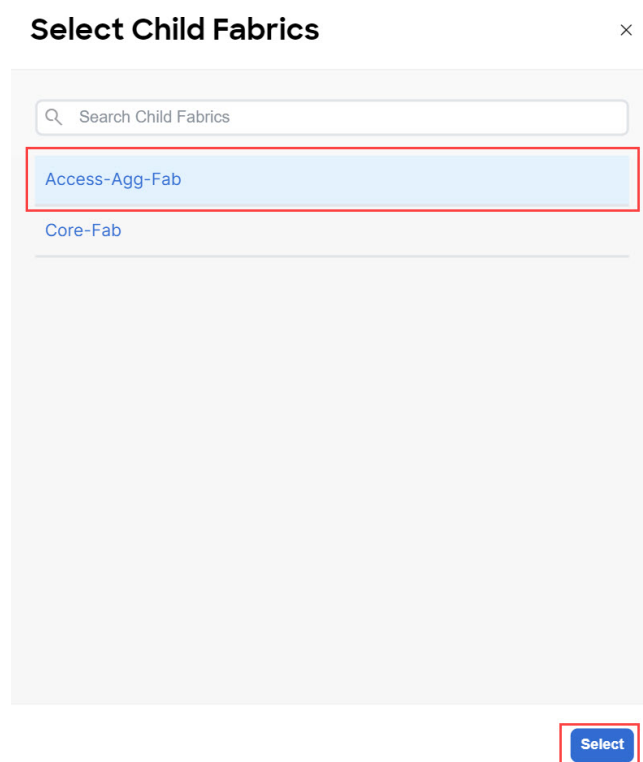 Select Child Fabrics
Search Child Fabrics
Access-Agg-Fab
Core-Fab
Select